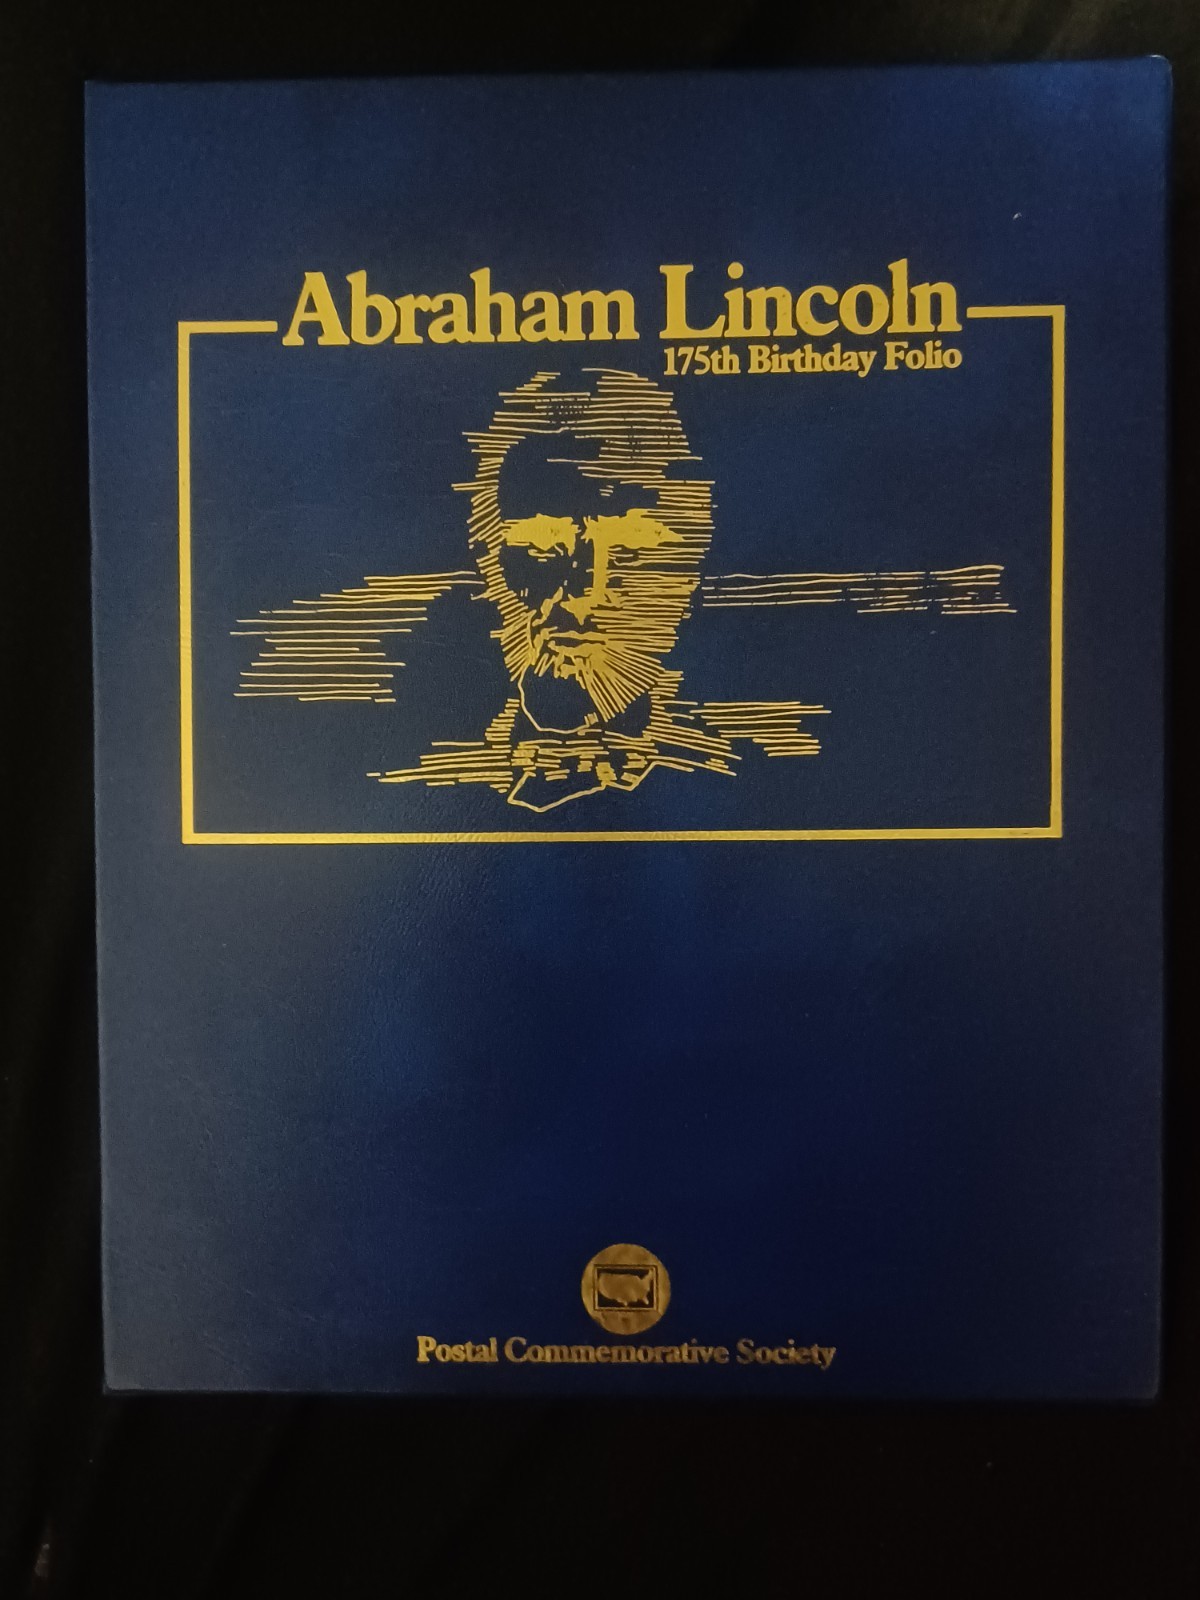 Abraham Lincoln
175th Birthday Folio
Postal Commemorative Society